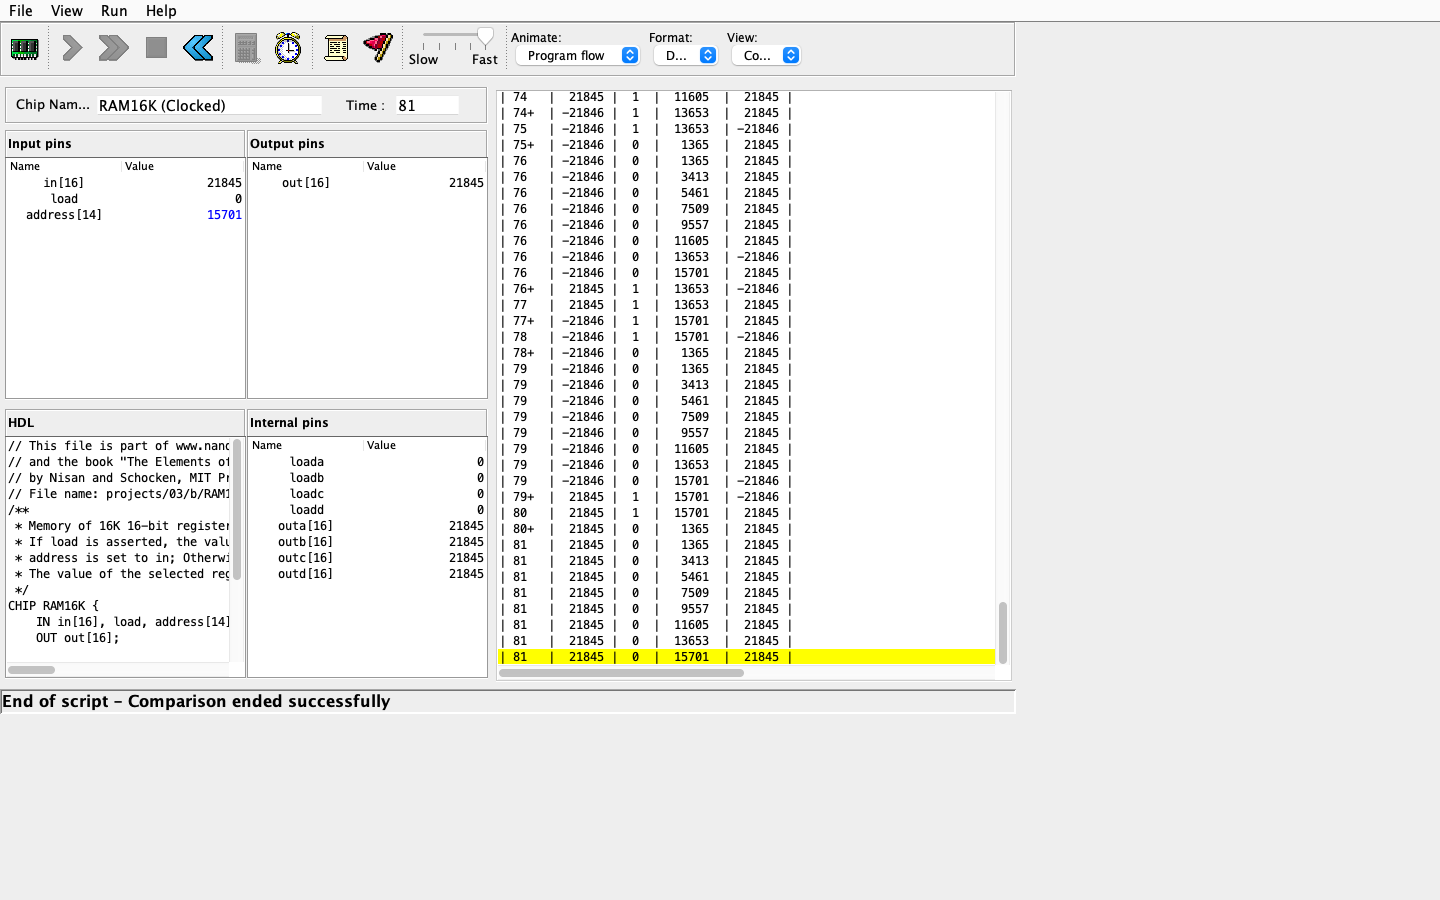 File View Run Help
Animate: Format: View:
Slow Fast Program flow D... Co...
Chip Nam... RAM16K (Clocked) Time : 81
Input pins
Name Value
in[16] 21845
load 0
address[14] 15701
Output pins
Name Value
out[16] 21845
HDL
// This file is part of www.nand
// and the book "The Elements of
// by Nisan and Schocken, MIT Pr
// File name: projects/03/b/RAM1
/**
* Memory of 16K 16-bit register
* If load is asserted, the valu
* address is set to in; Otherwi
* The value of the selected reg
*/
CHIP RAM16K {
IN in[16], load, address[14]
OUT out[16];
Internal pins
Name Value
loada 0
loadb 0
loadc 0
loadd 0
outa[16] 21845
outb[16] 21845
outc[16] 21845
outd[16] 21845
| 74 | 21845 | 1 | 11605 | 21845 |
| 74+ | -21846 | 1 | 13653 | 21845 |
| 75 | -21846 | 1 | 13653 | -21846 |
| 75+ | -21846 | 0 | 1365 | 21845 |
| 76 | -21846 | 0 | 1365 | 21845 |
| 76 | -21846 | 0 | 3413 | 21845 |
| 76 | -21846 | 0 | 5461 | 21845 |
| 76 | -21846 | 0 | 7509 | 21845 |
| 76 | -21846 | 0 | 9557 | 21845 |
| 76 | -21846 | 0 | 11605 | 21845 |
| 76 | -21846 | 0 | 13653 | -21846 |
| 76 | -21846 | 0 | 15701 | 21845 |
| 76+ | 21845 | 1 | 13653 | -21846 |
| 77 | 21845 | 1 | 13653 | 21845 |
| 77+ | -21846 | 1 | 15701 | 21845 |
| 78 | -21846 | 1 | 15701 | -21846 |
| 78+ | -21846 | 0 | 1365 | 21845 |
| 79 | -21846 | 0 | 1365 | 21845 |
| 79 | -21846 | 0 | 3413 | 21845 |
| 79 | -21846 | 0 | 5461 | 21845 |
| 79 | -21846 | 0 | 7509 | 21845 |
| 79 | -21846 | 0 | 9557 | 21845 |
| 79 | -21846 | 0 | 11605 | 21845 |
| 79 | -21846 | 0 | 13653 | 21845 |
| 79 | -21846 | 0 | 15701 | -21846 |
| 79+ | 21845 | 1 | 15701 | -21846 |
| 80 | 21845 | 1 | 15701 | 21845 |
| 80+ | 21845 | 0 | 1365 | 21845 |
| 81 | 21845 | 0 | 1365 | 21845 |
| 81 | 21845 | 0 | 3413 | 21845 |
| 81 | 21845 | 0 | 5461 | 21845 |
| 81 | 21845 | 0 | 7509 | 21845 |
| 81 | 21845 | 0 | 9557 | 21845 |
| 81 | 21845 | 0 | 11605 | 21845 |
| 81 | 21845 | 0 | 13653 | 21845 |
| 81 | 21845 | 0 | 15701 | 21845 |
End of script - Comparison ended successfully